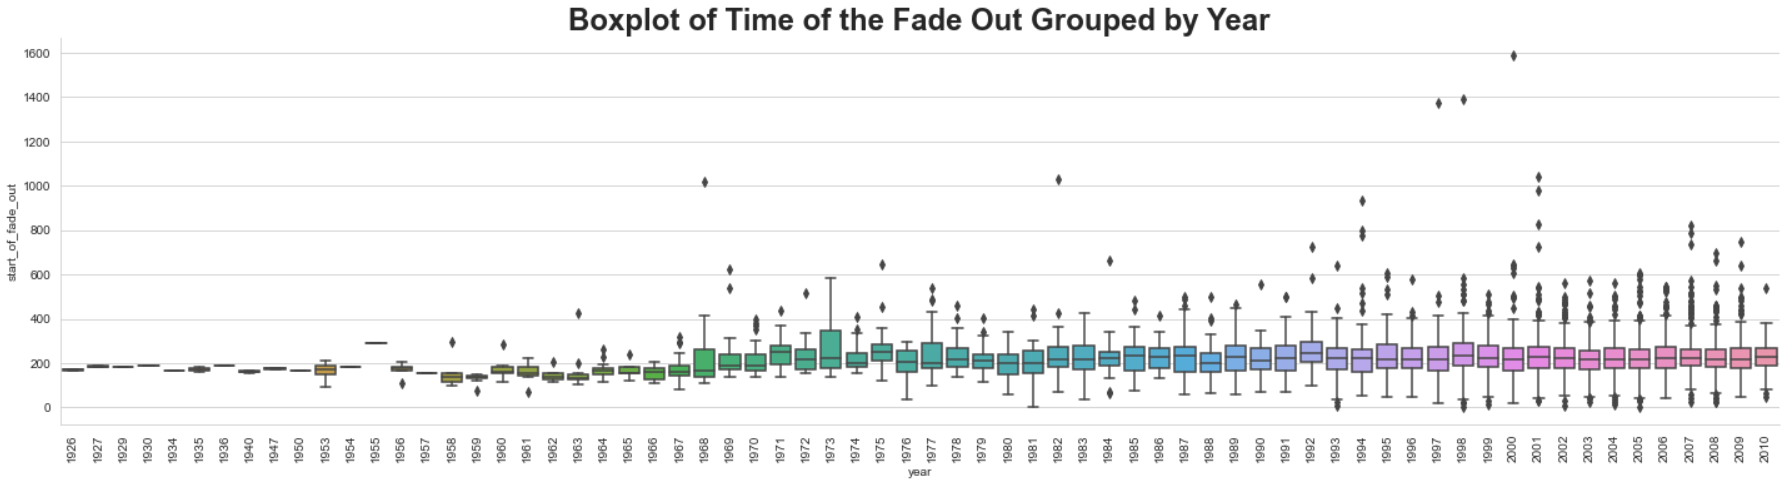 Boxplot of Time of the Fade Out Grouped by Year
1600
1400
1200
1000
800
600
400
200
0
start_of_fade_out
1926 1927 1929 1930 1934 1935 1936 1940 1947 1950 1953 1954 1955 1956 1957 1958 1959 1960 1961 1962 1963 1964 1965 1966 1967 1968 1969 1970 1971 1972 1973 1974 1975 1976 1977 1978 1979 1980 1981 1982 1983 1984 1985 1986 1987 1988 1989 1990 1991 1992 1993 1994 1995 1996 1997 1998 1999 2000 2001 2002 2003 2004 2005 2006 2007 2008 2009 2010
year